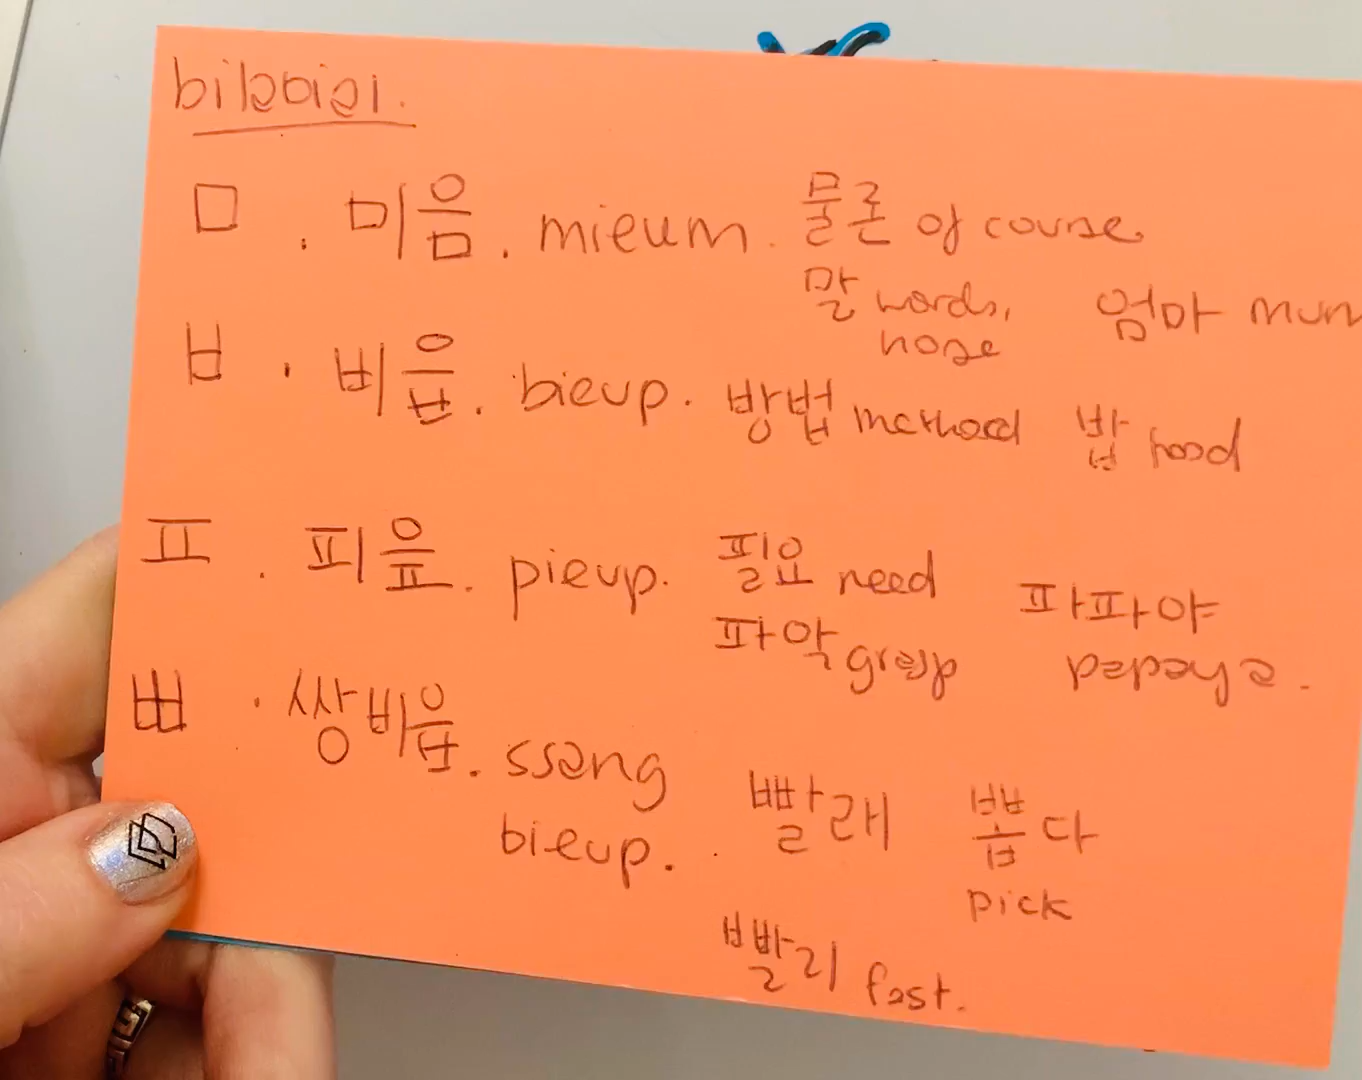 bilabial.
ㅁ . 미음 . mieum . 물론 of course.
말 words, horse 엄마 mum
ㅂ . 비읍 . bieup . 방법 method 밥 food
ㅍ . 피읖 . pieup . 필요 need
파악 grasp 파파야 papaya .
ㅃ . 쌍비읍 . ssang bieup . 빨래 뽑다 pick
빨리 fast .